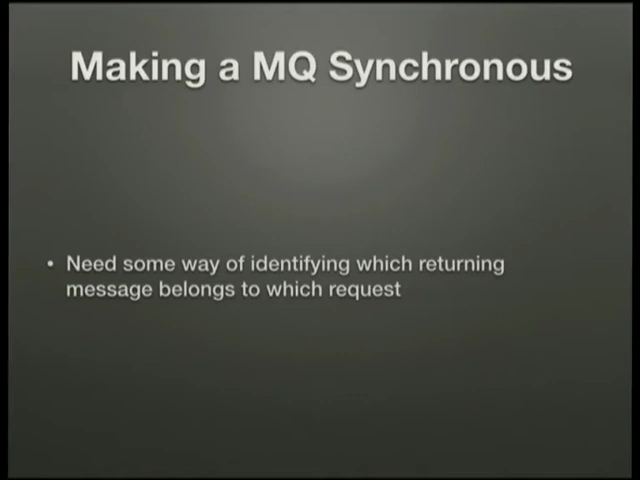 Making a MQ Synchronous
• Need some way of identifying which returning
message belongs to which request